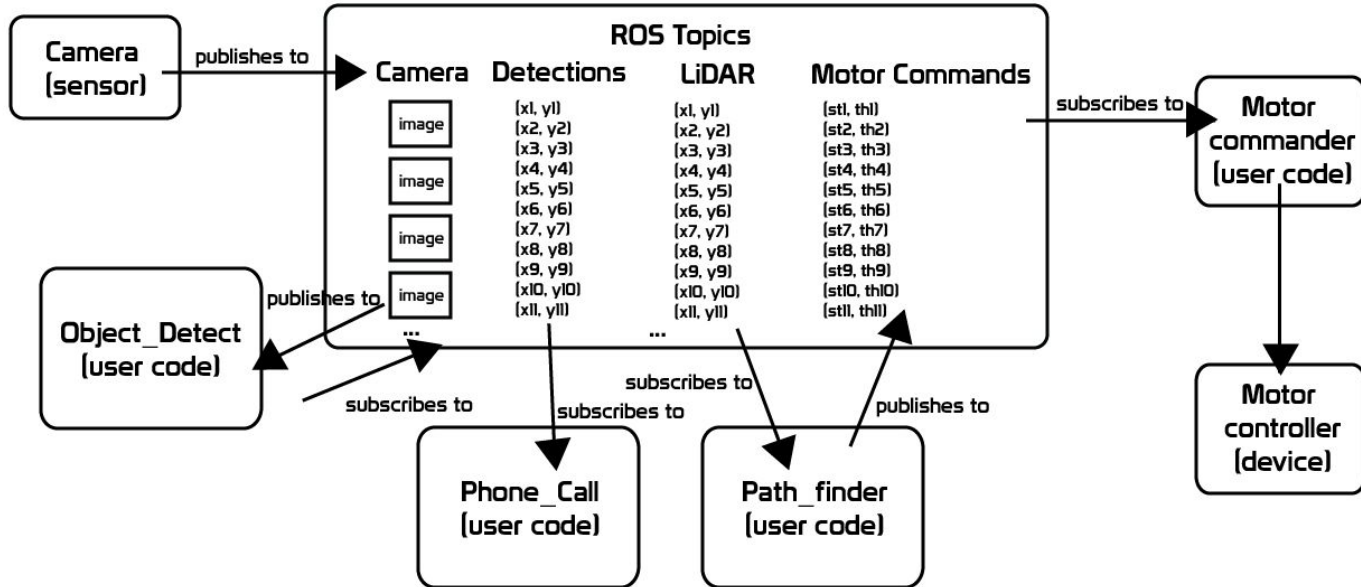 Camera
(sensor)
publishes to
ROS Topics
Camera
image
image
image
image
...
Detections
(x1, y1)
(x2, y2)
(x3, y3)
(x4, y4)
(x5, y5)
(x6, y6)
(x7, y7)
(x8, y8)
(x9, y9)
(x10, y10)
(x11, y11)
LiDAR
(x1, y1)
(x2, y2)
(x3, y3)
(x4, y4)
(x5, y5)
(x6, y6)
(x7, y7)
(x8, y8)
(x9, y9)
(x10, y10)
(x11, y11)
...
Motor Commands
(st1, th1)
(st2, th2)
(st3, th3)
(st4, th4)
(st5, th5)
(st6, th6)
(st7, th7)
(st8, th8)
(st9, th9)
(st10, th10)
(st11, th11)
subscribes to
Motor
commander
(user code)
publishes to
Object_Detect
(user code)
subscribes to
subscribes to
Phone_Call
(user code)
subscribes to
Path_finder
(user code)
publishes to
Motor
controller
(device)